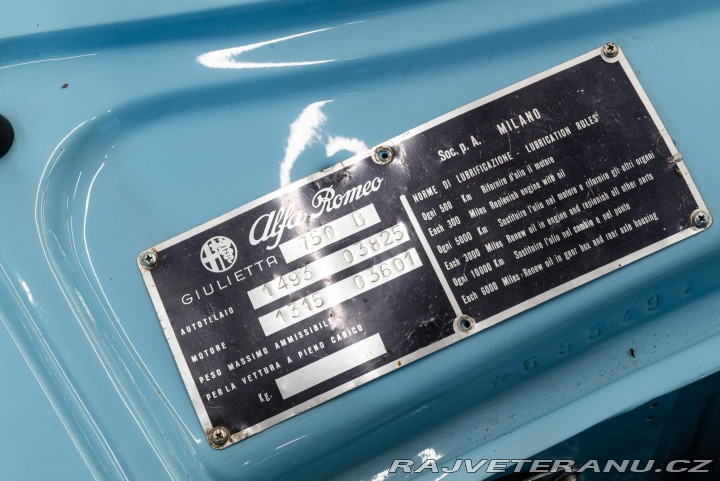 Alfa Romeo
GIULIETTA 750 B
AUTOTELAIO 1493 03825
MOTORE 1315 03601
PESO MASSIMO AMMISSIBILE
PER LA VETTURA A PIENO CARICO
Kg.
Soc. p. A. MILANO
NORME DI LUBRIFICAZIONE - LUBRICATION RULES
Ogni 500 Km Rifornire d'olio il motore
Each 300 Miles Replenish engine with oil
Ogni 5000 Km Sostituire l'olio nel motore e rifornire gli altri organi
Each 3000 Miles Renew oil in engine and replenish all other parts
Ogni 10000 Km Sostituire l'olio nel cambio e nel ponte
Each 6000 Miles - Renew oil in gear box and rear axle housing
RAJVETERANU.CZ